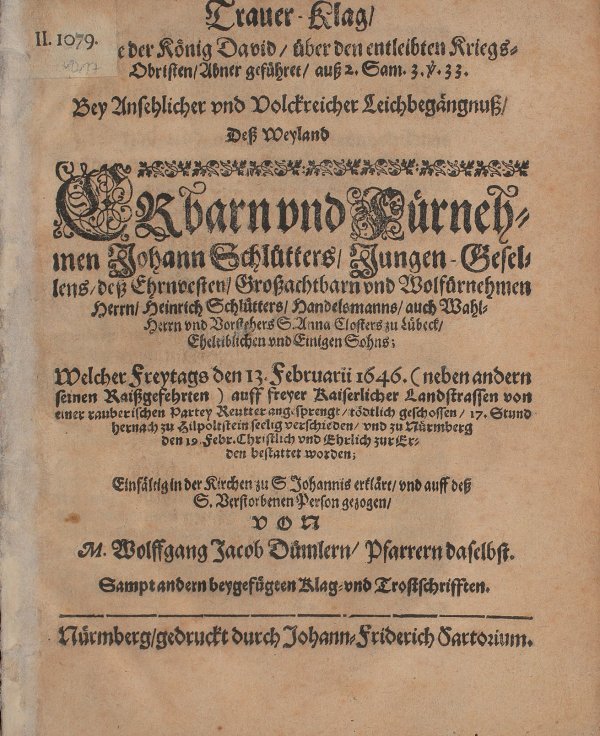 Trauer-Klag/
II. 1079.
e der König David/ über den entleibten Kriegs-
Obristen/ Abner geführet/ auß 2. Sam. 3. ỳ. 33.
Bey Ansehlicher vnd Volckreicher Leichbegängnuß/
Deß Weyland
ERbarn vnd Fürneh-
men Johann Schlütters/ Jungen-Gesel-
lens/ deß Ehrnvesten/ Großachtbarn vnd Wolfürnehmen
Herrn/ Heinrich Schlütters/ Handelsmanns/ auch Wahl-
Herrn vnd Vorstehers S. Anna Closters zu Lübeck/
Eheleiblichen vnd Einigen Sohns;
Welcher Freytags den 13. Februarii 1646. (neben andern
seinen Raißgefehrten) auff freyer Kaiserlicher Landstrassen von
einer rauberischen Partey Reutter angesprengt/ tödtlich geschossen/ 17. Stund
hernach zu Hilpoltstein seelig verschieden/ vnd zu Nürmberg
den 19. Febr. Christlich vnd Ehrlich zur Er-
den bestattet worden;
Einfältig in der Kirchen zu S Johannis erklärt/ vnd auff deß
S. Verstorbenen Person gezogen/
von
M. Wolffgang Jacob Dümlern/ Pfarrern daselbst.
Sampt andern beygefügten Klag- vnd Trostschrifften.
Nürmberg/ gedruckt durch Johann-Friderich Sartorium.